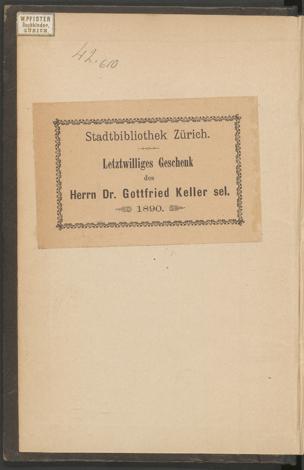 W. PFISTER
Buchbinder,
ZÜRICH
42.610
Stadtbibliothek Zürich.
Letztwilliges Geschenk
des
Herrn Dr. Gottfried Keller sel.
1890.